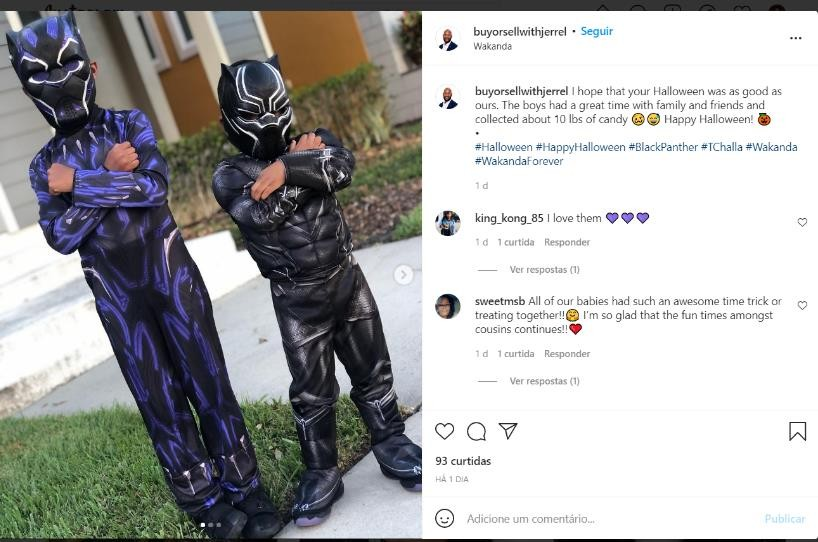 buyorsellwithjerrel • Seguir
Wakanda
buyorsellwithjerrel I hope that your Halloween was as good as
ours. The boys had a great time with family and friends and
collected about 10 lbs of candy 😢😅 Happy Halloween! 🎃
•
#Halloween #HappyHalloween #BlackPanther #TChalla #Wakanda
#WakandaForever
1 d
king_kong_85 I love them 💜💜💜
1 d 1 curtida Responder
Ver respostas (1)
sweetmsb All of our babies had such an awesome time trick or
treating together!!🤗 I'm so glad that the fun times amongst
cousins continues!!❤️
1 d 1 curtida Responder
Ver respostas (1)
93 curtidas
HÁ 1 DIA
Adicione um comentário... Publicar